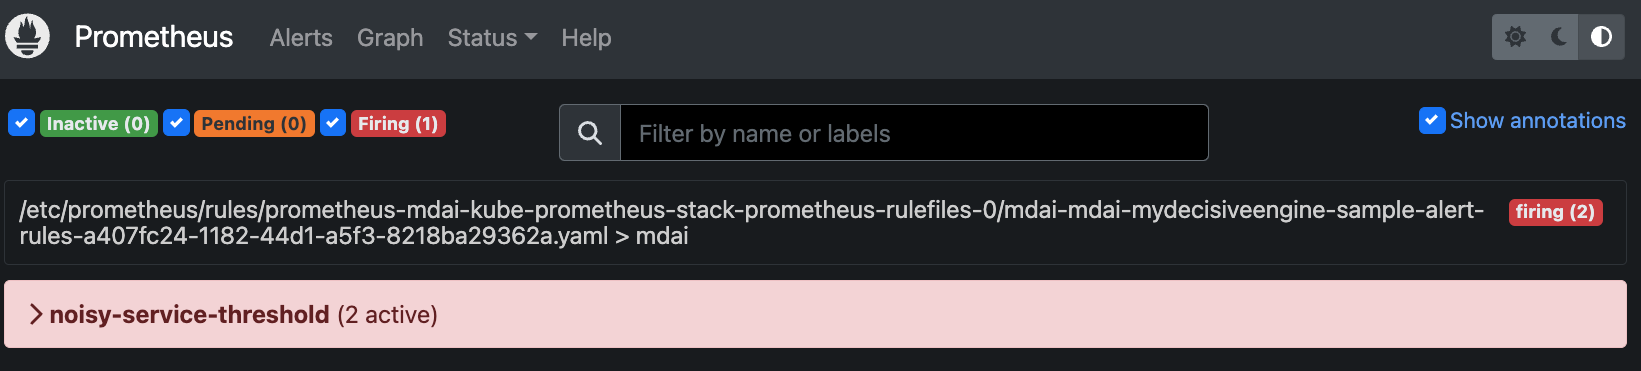 Prometheus Alerts Graph Status Help
Inactive (0) Pending (0) Firing (1) Filter by name or labels Show annotations
/etc/prometheus/rules/prometheus-mdai-kube-prometheus-stack-prometheus-rulefiles-0/mdai-mdai-mydecisiveengine-sample-alert- firing (2)
rules-a407fc24-1182-44d1-a5f3-8218ba29362a.yaml > mdai
noisy-service-threshold (2 active)